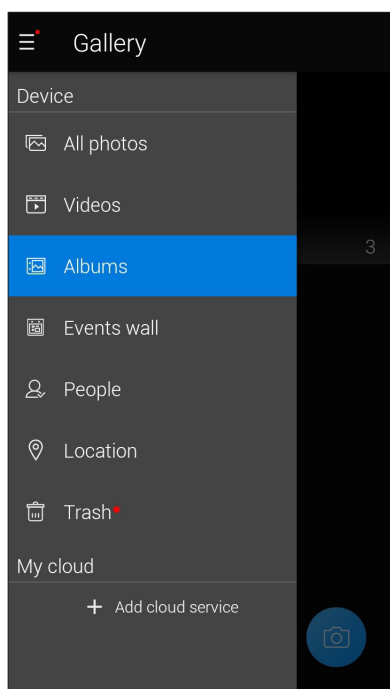 Gallery
Device
All photos
Videos
Albums
3
Events wall
People
Location
Trash
My cloud
+ Add cloud service